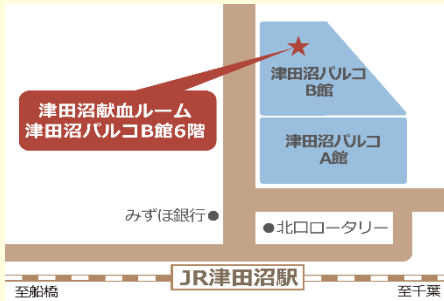 津田沼パルコ
B館
津田沼献血ルーム
津田沼パルコB館6階
津田沼パルコ
A館
みずほ銀行
北口ロータリー
JR津田沼駅
至船橋
至千葉